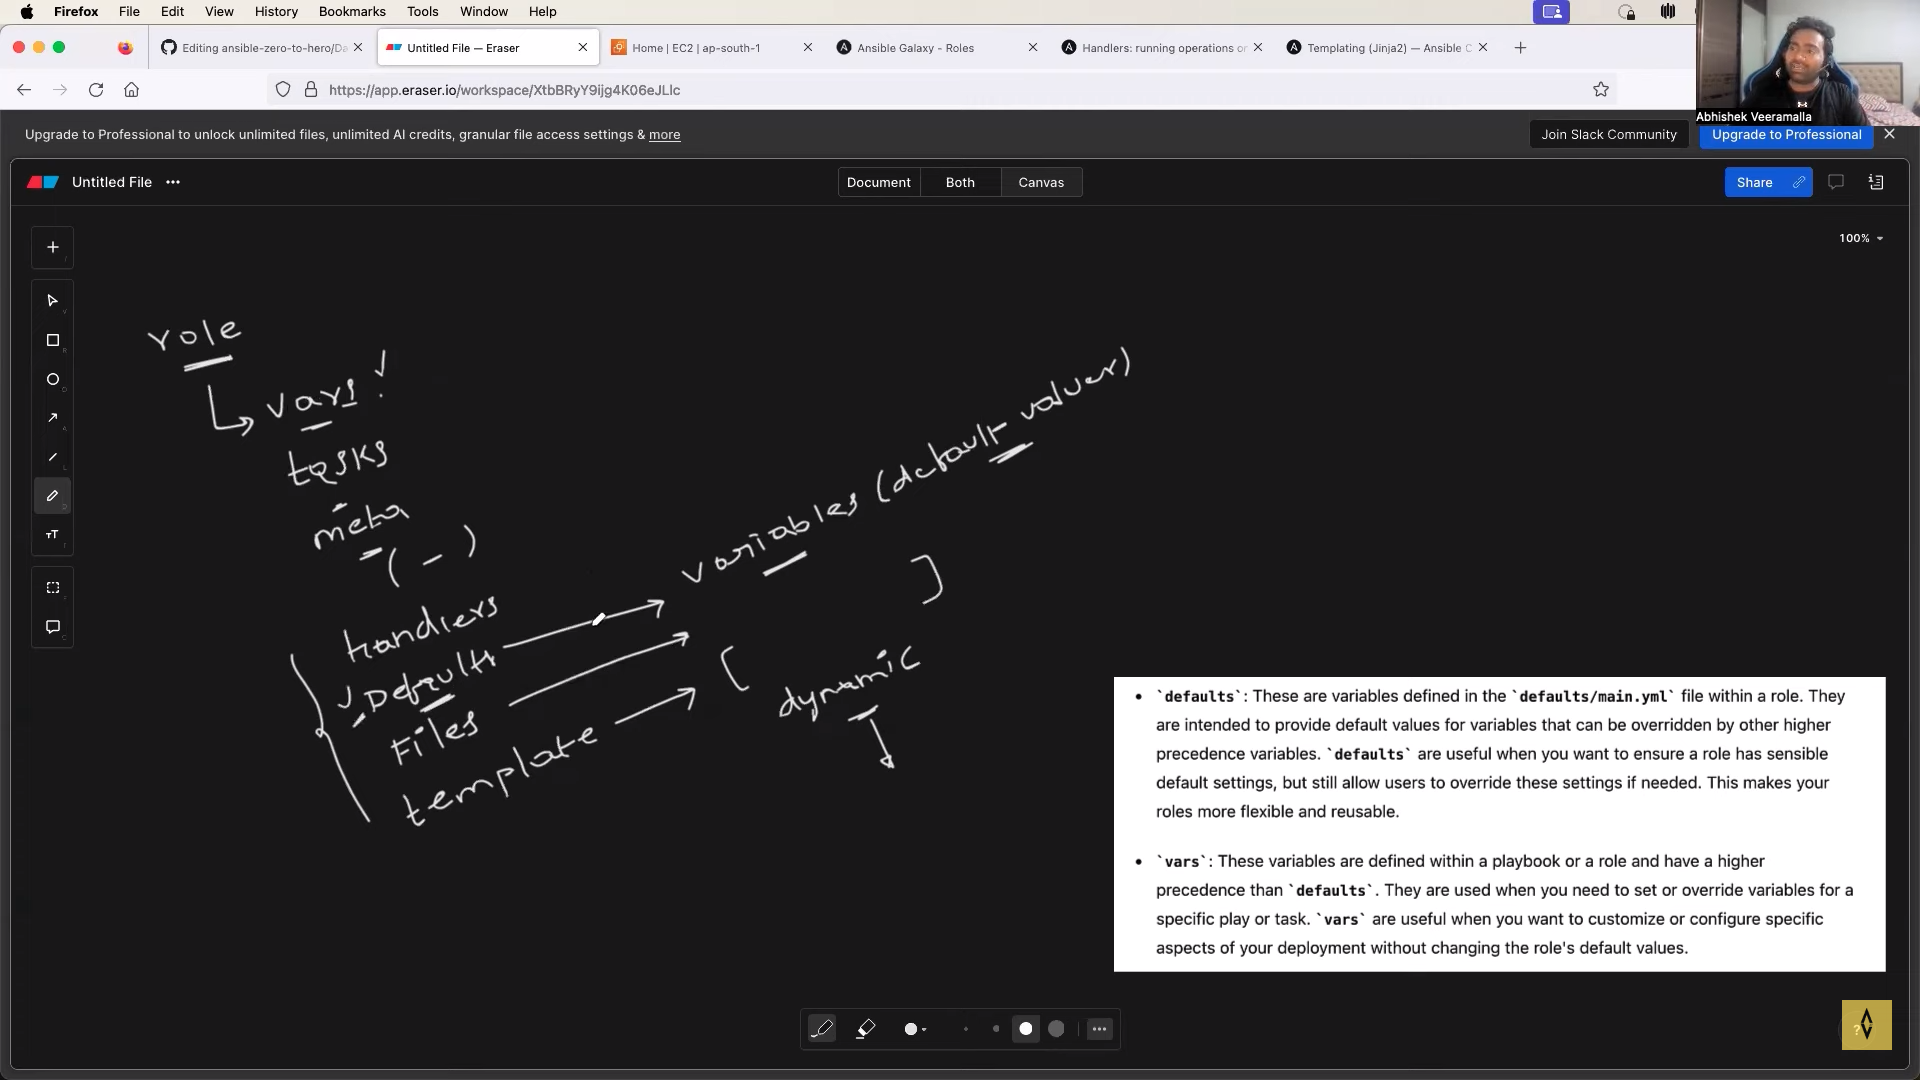 Firefox File Edit View History Bookmarks Tools Window Help
Editing ansible-zero-to-hero/Da
Untitled File — Eraser
Home | EC2 | ap-south-1
Ansible Galaxy - Roles
Handlers: running operations o
Templating (Jinja2) — Ansible C
https://app.eraser.io/workspace/XtbBRyY9ijg4K06eJLlc
Abhishek Veeramalla
Upgrade to Professional to unlock unlimited files, unlimited AI credits, granular file access settings & more
Join Slack Community
Upgrade to Professional
Untitled File
Document Both Canvas
Share
100%
role
vars
tasks
meta
( - )
handlers
Defaults
Files
template
variables (default values)
dynamic
`defaults`: These are variables defined in the `defaults/main.yml` file within a role. They
are intended to provide default values for variables that can be overridden by other higher
precedence variables. `defaults` are useful when you want to ensure a role has sensible
default settings, but still allow users to override these settings if needed. This makes your
roles more flexible and reusable.
`vars`: These variables are defined within a playbook or a role and have a higher
precedence than `defaults`. They are used when you need to set or override variables for a
specific play or task. `vars` are useful when you want to customize or configure specific
aspects of your deployment without changing the role's default values.